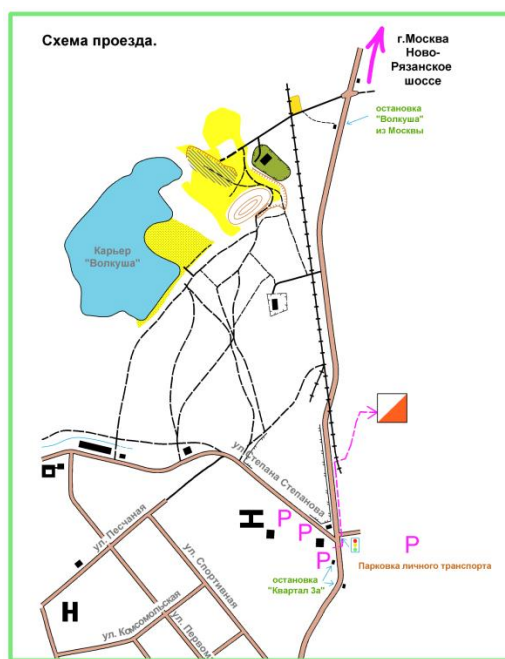 Схема проезда.
г.Москва
Ново-
Рязанское
шоссе
остановка
"Волкуша"
из Москвы
Карьер
"Волкуша"
ул.Степана Степанова
ул. Песчаная
P
P
P
P
Парковка личного транспорта
ул. Спортивная
остановка
"Квартал 3а"
ул. Комсомольская
ул. Первом